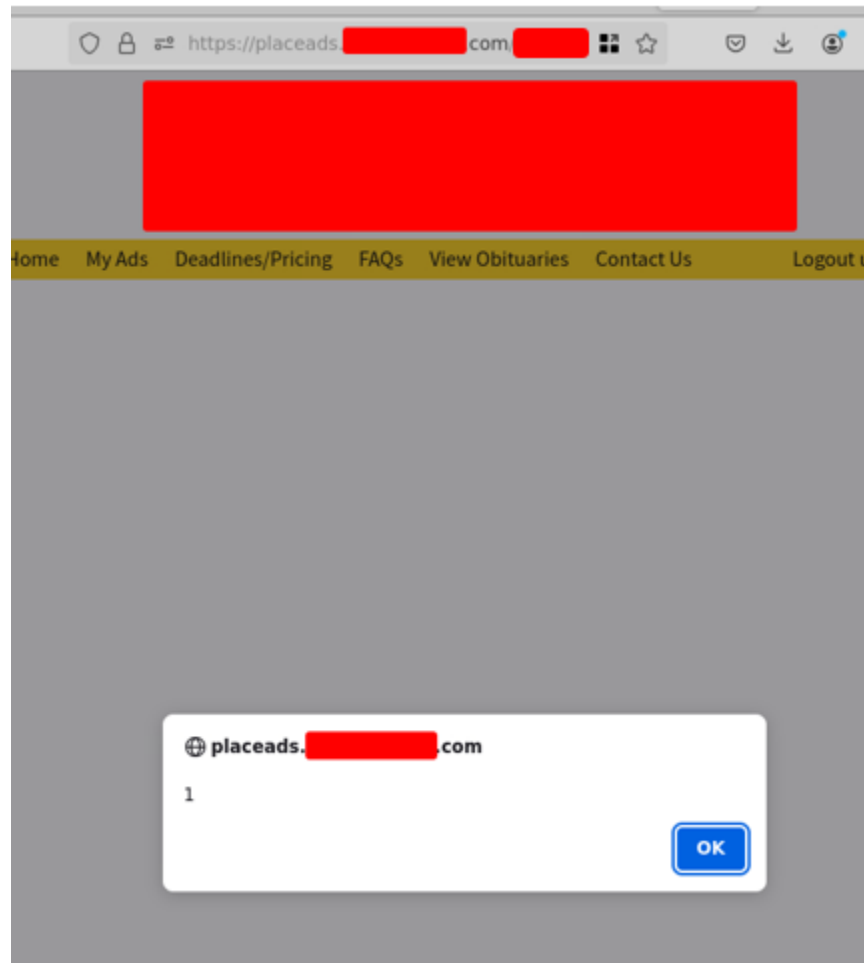 https://placeads. com/
Home My Ads Deadlines/Pricing FAQs View Obituaries Contact Us Logout
placeads. .com
1
OK